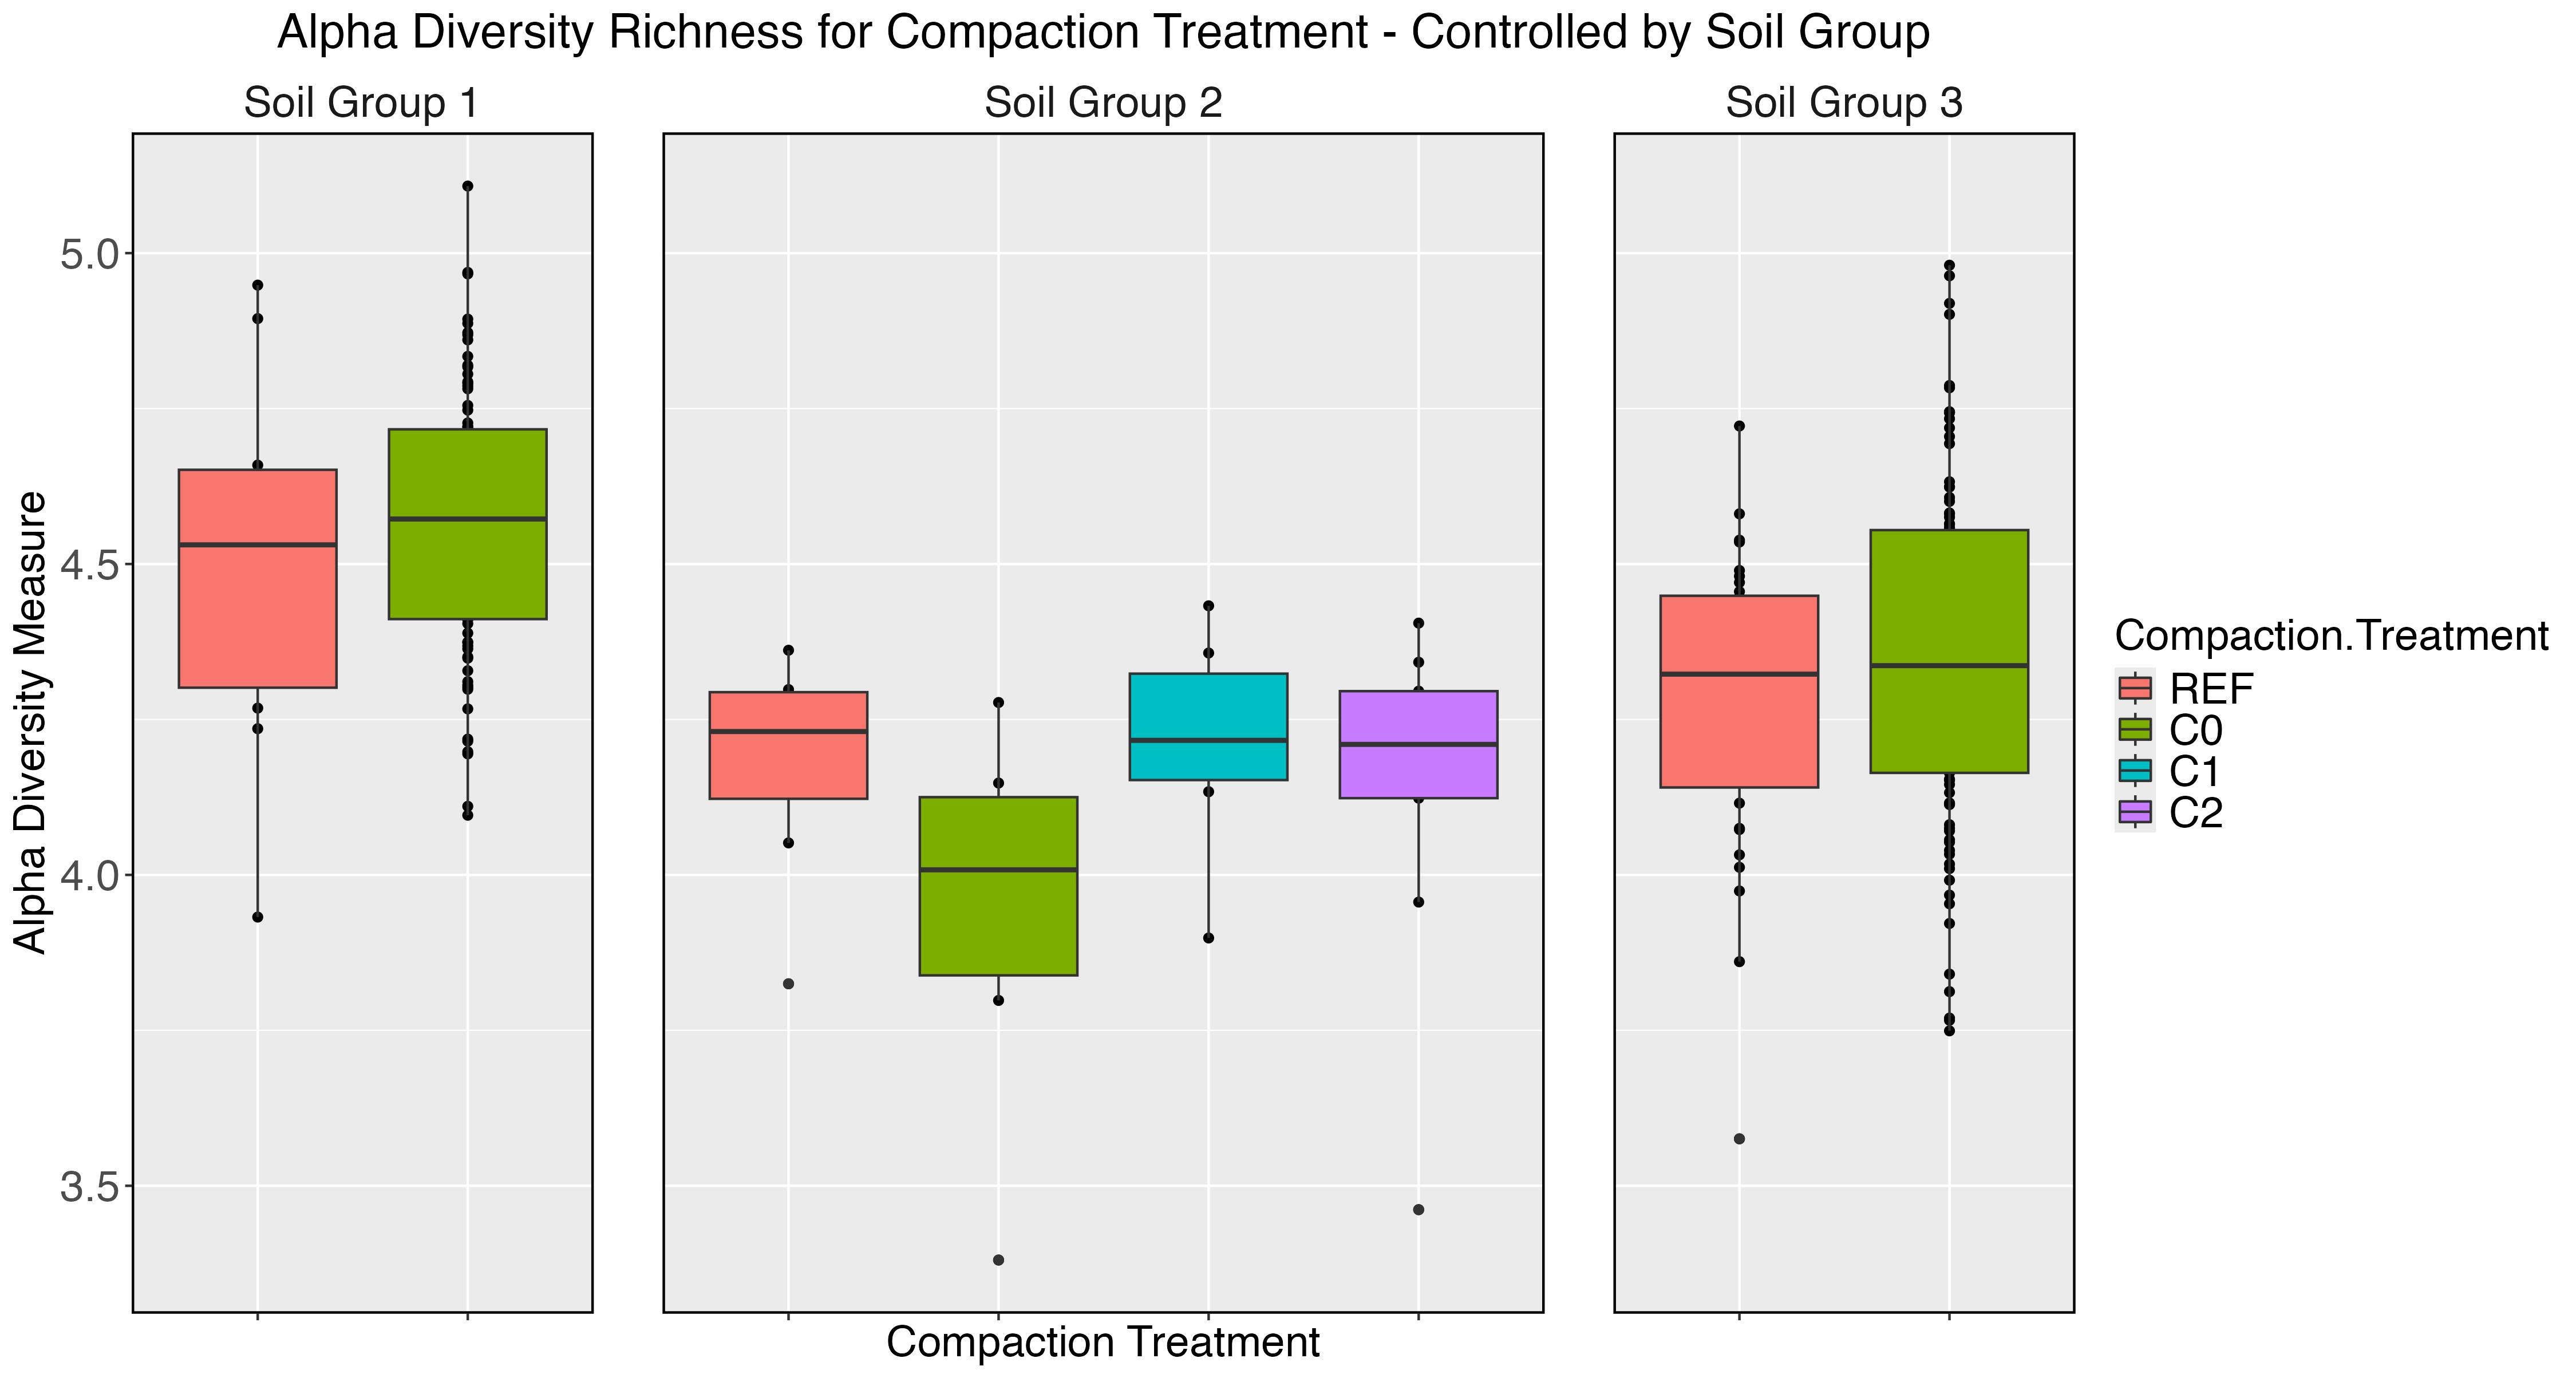 Alpha Diversity Richness for Compaction Treatment - Controlled by Soil Group
Soil Group 1
Soil Group 2
Soil Group 3
Alpha Diversity Measure
5.0
4.5
4.0
3.5
Compaction Treatment
Compaction.Treatment
REF
C0
C1
C2